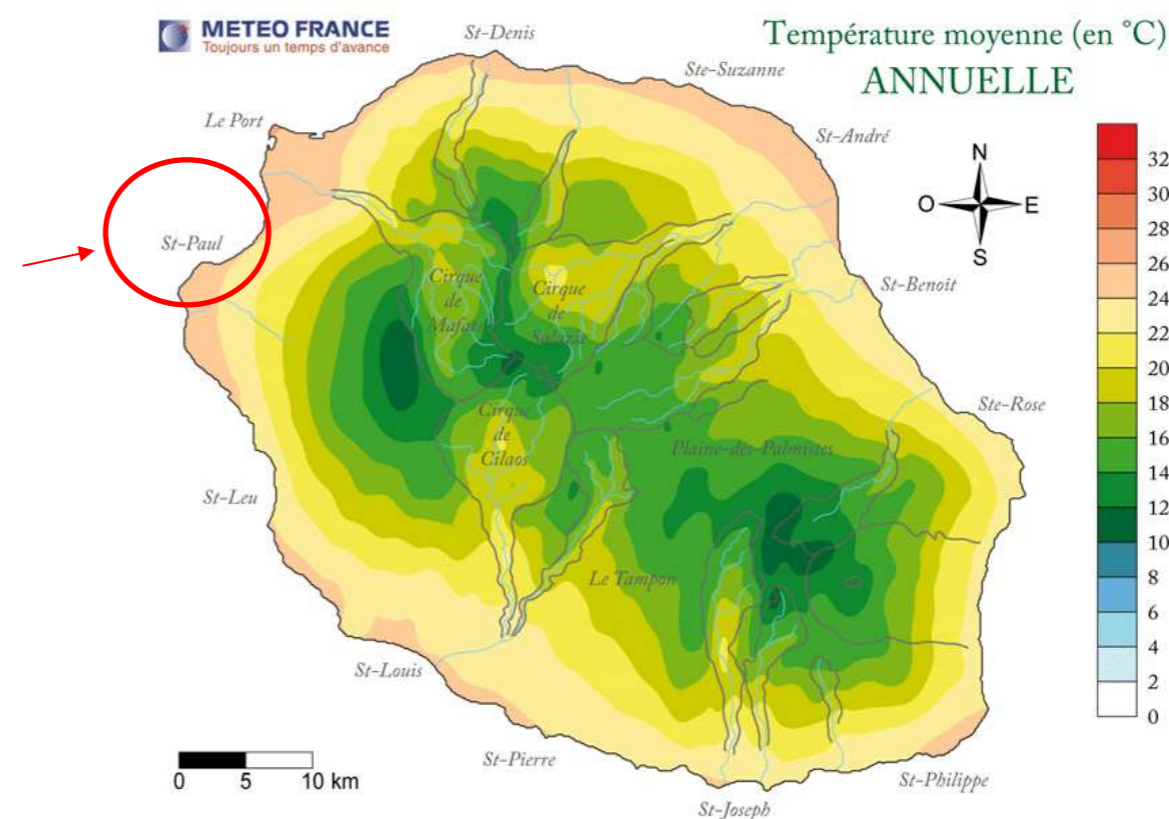 METEO FRANCE
Toujours un temps d'avance
Température moyenne (en °C)
ANNUELLE
St-Denis
Ste-Suzanne
Le Port
St-André
N
O
E
S
St-Paul
Cirque
de
Mafate
Cirque
de
Salazie
St-Benoît
Cirque
de
Cilaos
Ste-Rose
Plaine-des-Palmistes
St-Leu
Le Tampon
St-Louis
St-Pierre
St-Philippe
St-Joseph
0 5 10 km
32
30
28
26
24
22
20
18
16
14
12
10
8
6
4
2
0